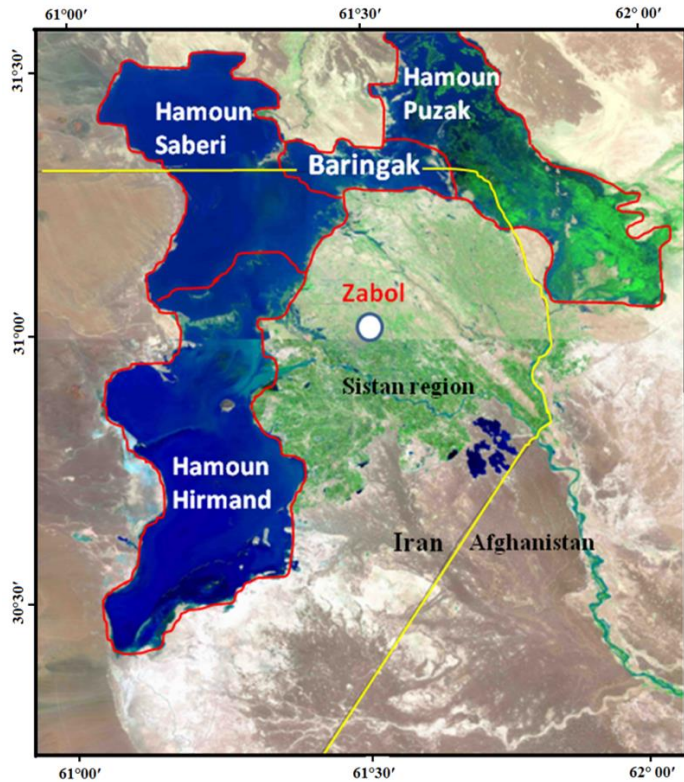 61°00′
61°30′
62° 00′
31°30′
31°00′
30°30′
Hamoun
Saberi
Hamoun
Puzak
Baringak
Zabol
Sistan region
Hamoun
Hirmand
Iran
Afghanistan
61°00′
61°30′
62° 00′